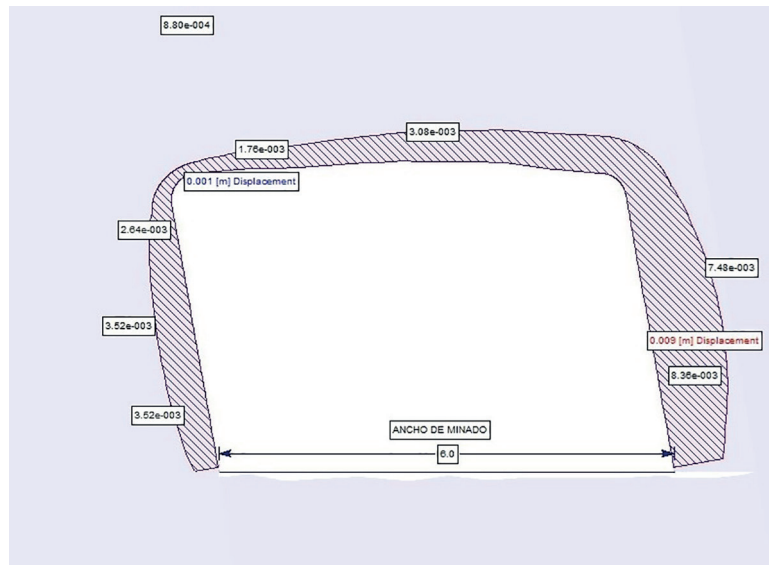 8.80e-004
3.08e-003
1.76e-003
0.001 [m] Displacement
2.64e-003
7.48e-003
3.52e-003
0.009 [m] Displacement
8.36e-003
3.52e-003
ANCHO DE MINADO
6.0